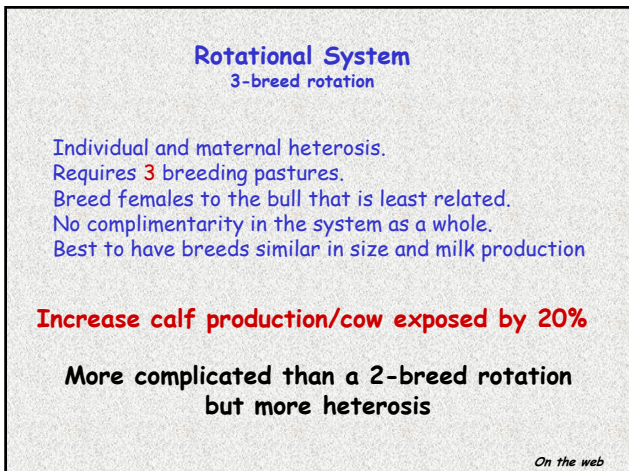 Rotational System
3-breed rotation
Individual and maternal heterosis.
Requires 3 breeding pastures.
Breed females to the bull that is least related.
No complimentarity in the system as a whole.
Best to have breeds similar in size and milk production
Increase calf production/cow exposed by 20%
More complicated than a 2-breed rotation
but more heterosis
On the web